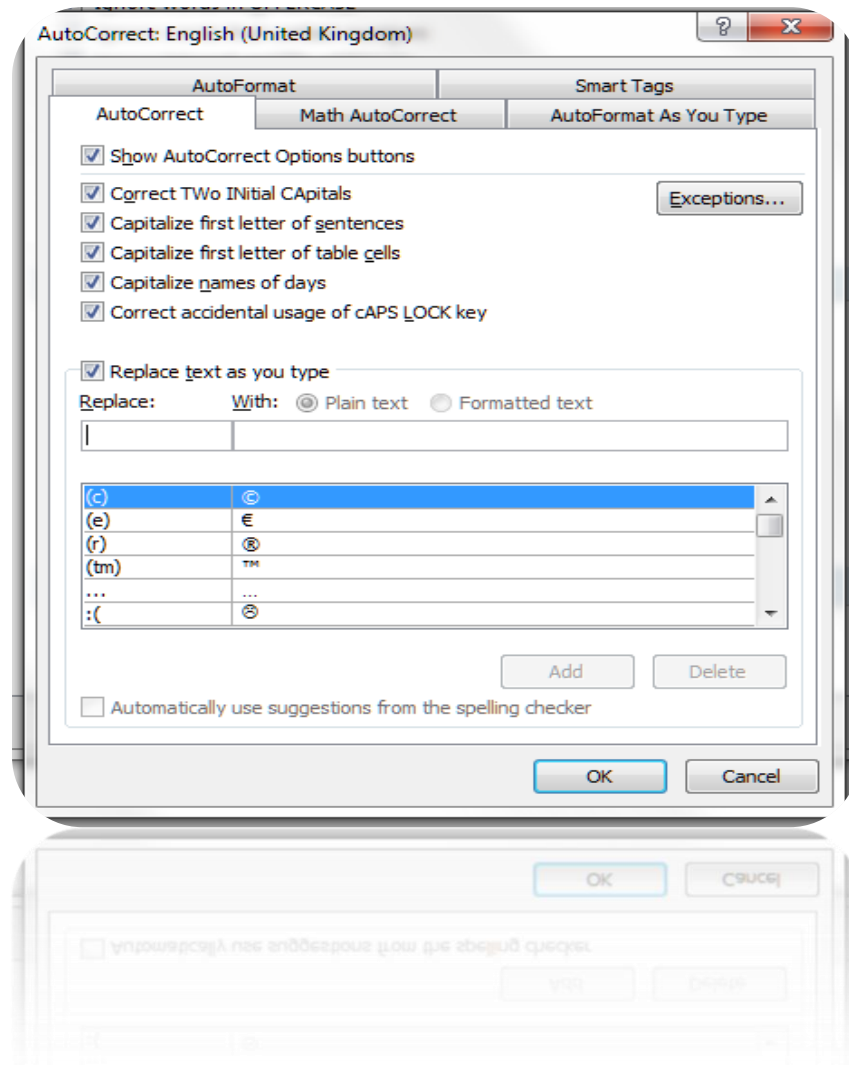 AutoCorrect: English (United Kingdom)
AutoFormat Smart Tags
AutoCorrect Math AutoCorrect AutoFormat As You Type
Show AutoCorrect Options buttons
Correct TWo INitial CApitals Exceptions...
Capitalize first letter of sentences
Capitalize first letter of table cells
Capitalize names of days
Correct accidental usage of cAPS LOCK key
Replace text as you type
Replace: With: Plain text Formatted text
(c) ©
(e) €
(r) ®
(tm) ™
... ...
:( ☹
Add Delete
Automatically use suggestions from the spelling checker
OK Cancel